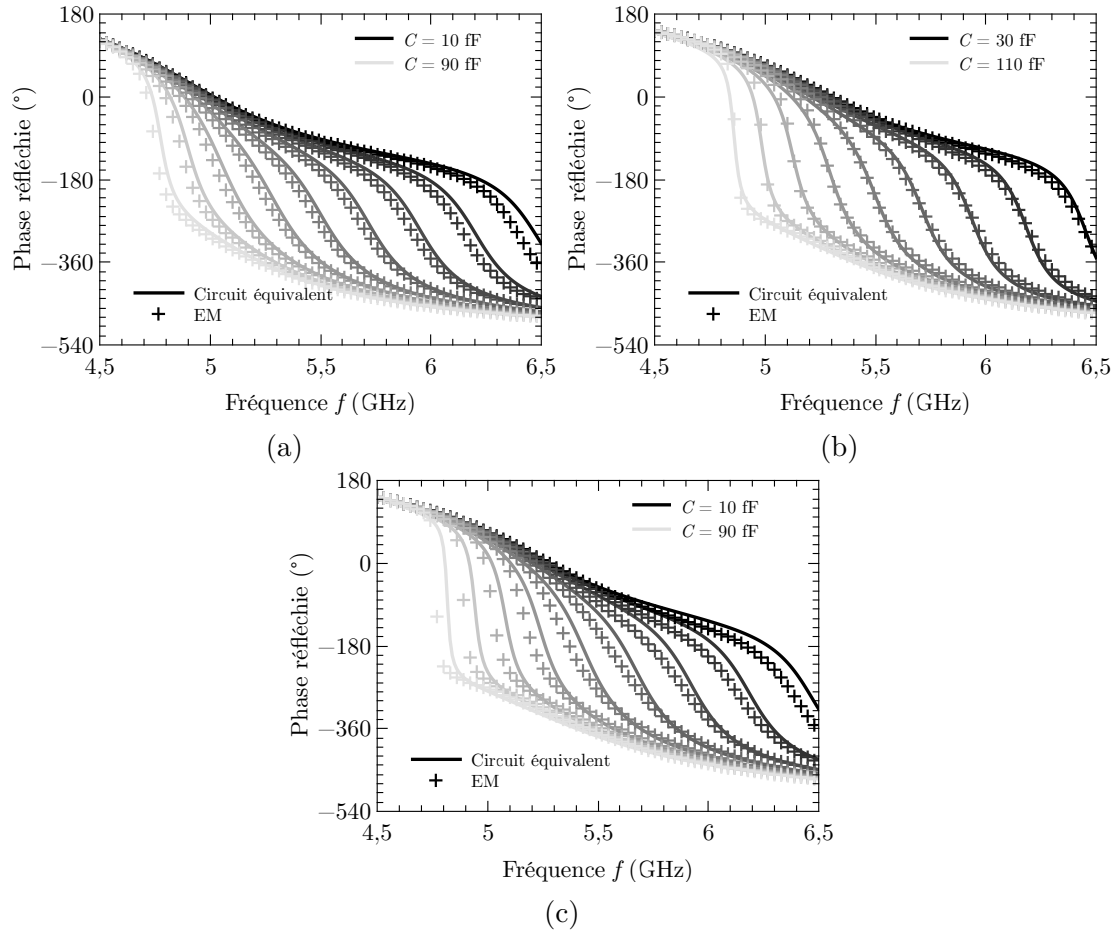 180
0
−180
−360
−540
Phase réfléchie (°)
C = 10 fF
C = 90 fF
Circuit équivalent
EM
4,5
5
5,5
6
6,5
Fréquence f (GHz)
(a)
180
0
−180
−360
−540
Phase réfléchie (°)
C = 30 fF
C = 110 fF
Circuit équivalent
EM
4,5
5
5,5
6
6,5
Fréquence f (GHz)
(b)
180
0
−180
−360
−540
Phase réfléchie (°)
C = 10 fF
C = 90 fF
Circuit équivalent
EM
4,5
5
5,5
6
6,5
Fréquence f (GHz)
(c)